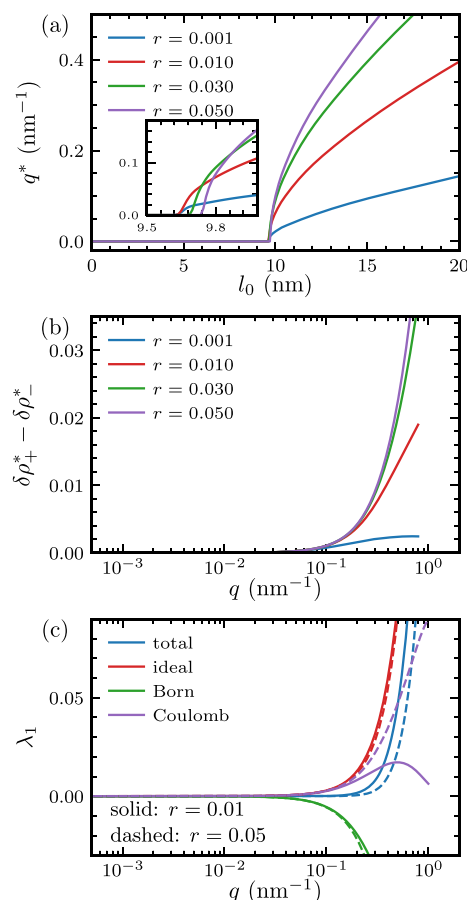 (a)
r = 0.001
r = 0.010
r = 0.030
r = 0.050
q* (nm⁻¹)
0.4
0.2
0.0
0.1
0.0
9.5 9.8
0 5 10 15 20
l₀ (nm)
(b)
r = 0.001
r = 0.010
r = 0.030
r = 0.050
δρ₊* − δρ₋*
0.03
0.02
0.01
0.00
10⁻³ 10⁻² 10⁻¹ 10⁰
q (nm⁻¹)
(c)
total
ideal
Born
Coulomb
λ₁
0.05
0.00
solid: r = 0.01
dashed: r = 0.05
10⁻³ 10⁻² 10⁻¹ 10⁰
q (nm⁻¹)